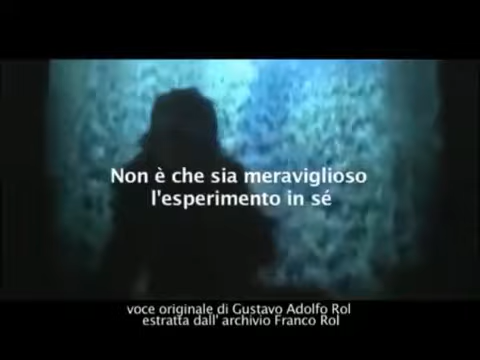 Non è che sia meraviglioso
l'esperimento in sé
voce originale di Gustavo Adolfo Rol
estratta dall' archivio Franco Rol